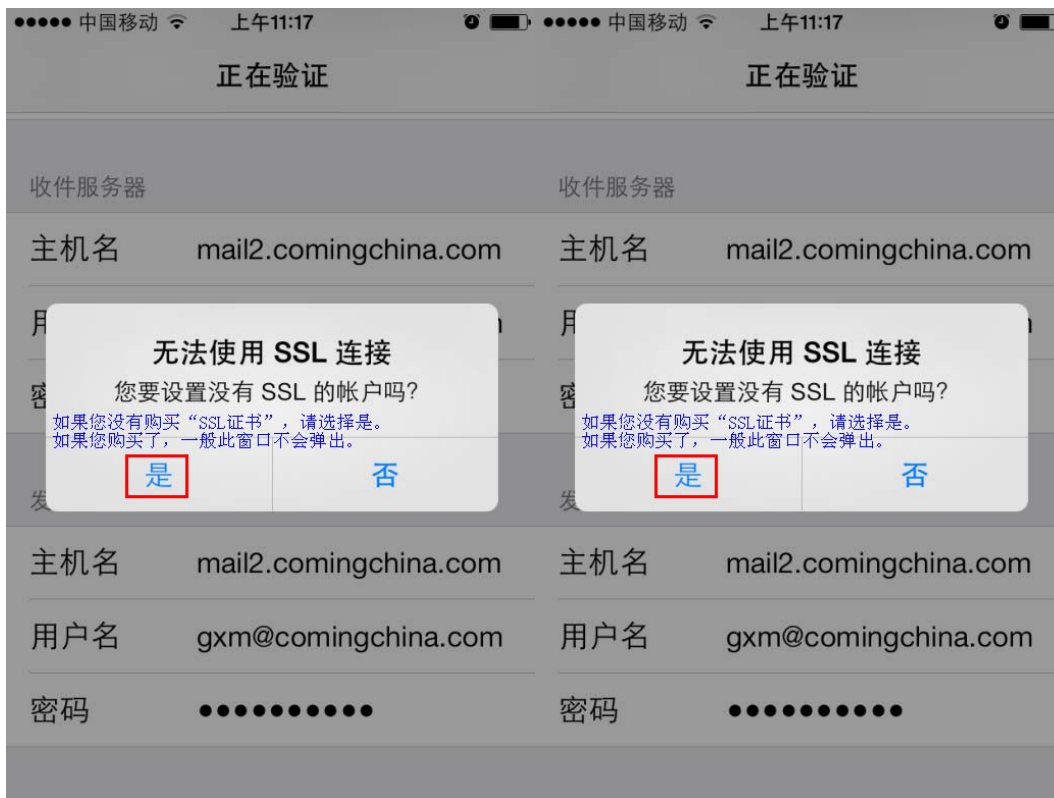 中国移动 上午11:17
正在验证
收件服务器
主机名 mail2.comingchina.com
无法使用 SSL 连接
您要设置没有 SSL 的帐户吗?
如果您没有购买“SSL证书”，请选择是。
如果您购买了，一般此窗口不会弹出。
是 否
主机名 mail2.comingchina.com
用户名 gxm@comingchina.com
密码 ●●●●●●●●●●
中国移动 上午11:17
正在验证
收件服务器
主机名 mail2.comingchina.com
无法使用 SSL 连接
您要设置没有 SSL 的帐户吗?
如果您没有购买“SSL证书”，请选择是。
如果您购买了，一般此窗口不会弹出。
是 否
主机名 mail2.comingchina.com
用户名 gxm@comingchina.com
密码 ●●●●●●●●●●